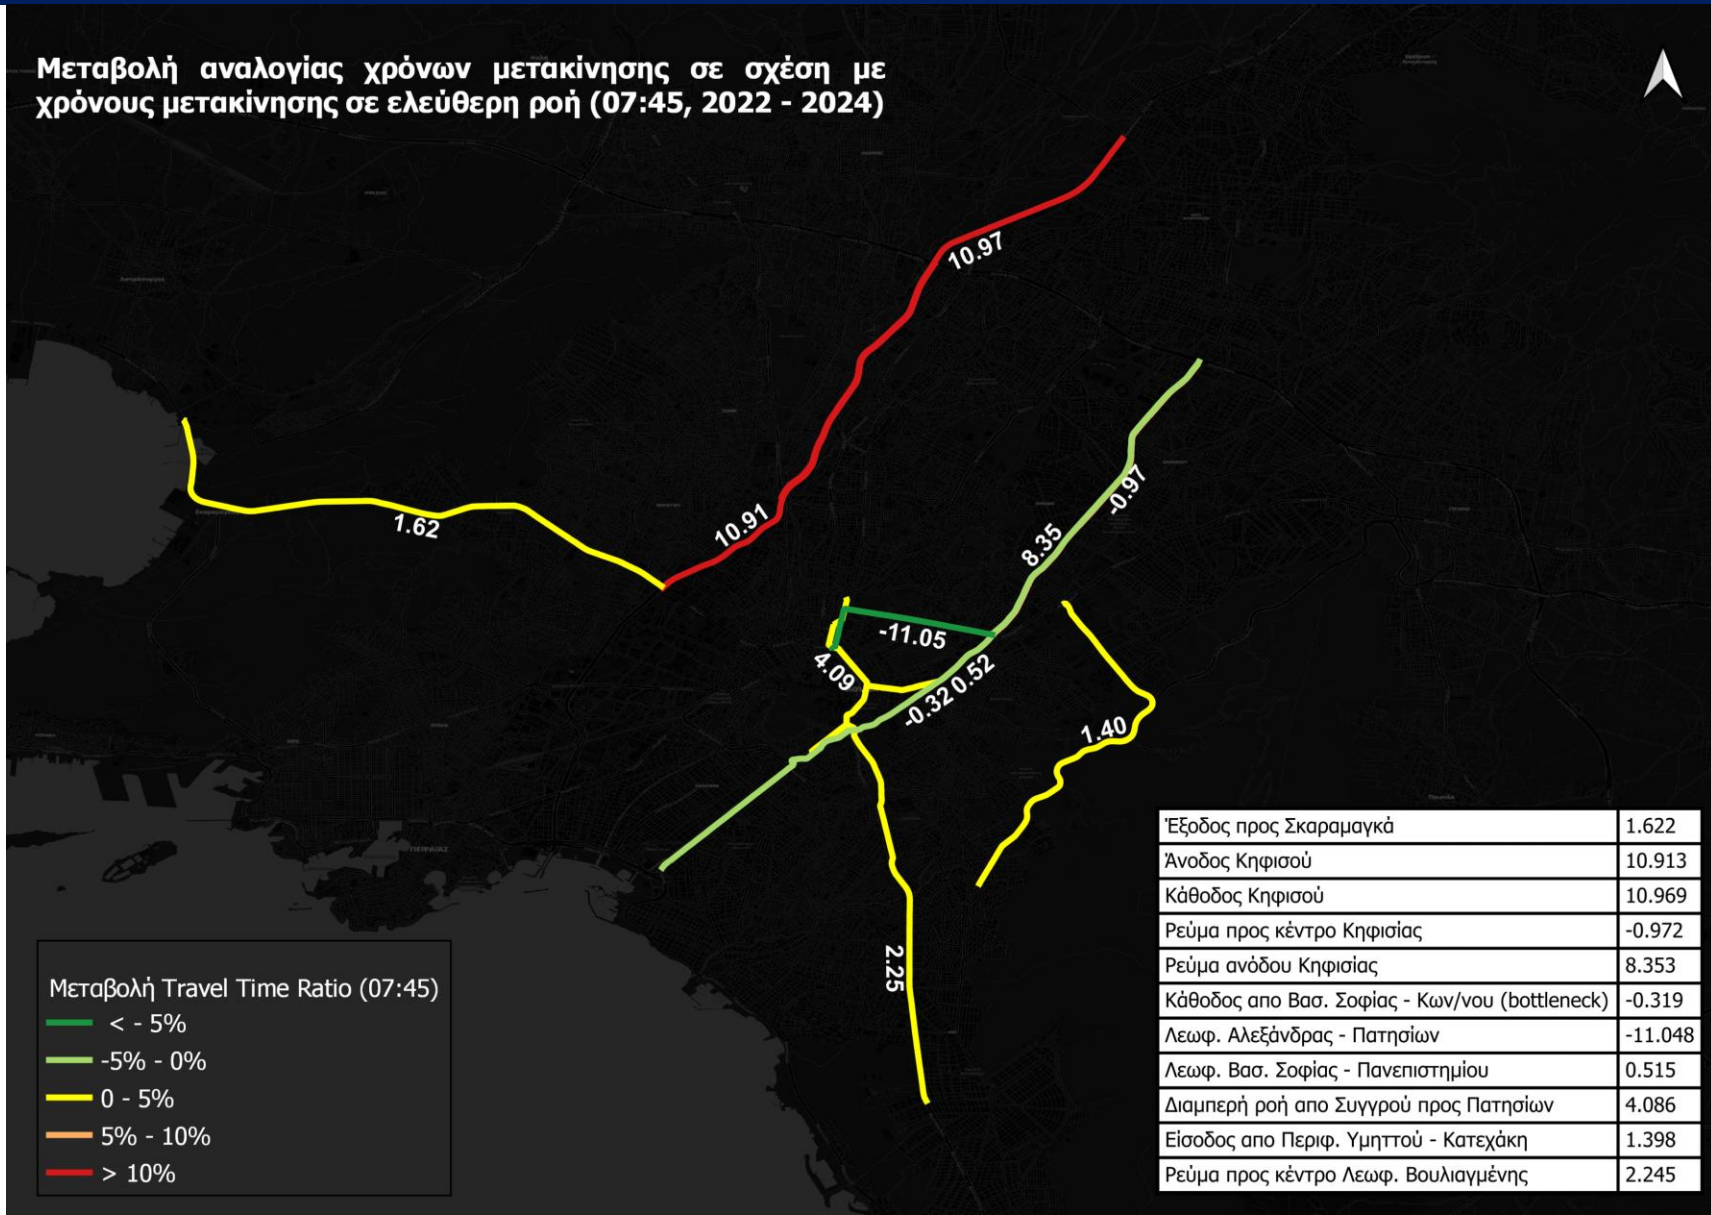 Μεταβολή αναλογίας χρόνων μετακίνησης σε σχέση με
χρόνους μετακίνησης σε ελεύθερη ροή (07:45, 2022 - 2024)
10.97
10.91
1.62
-0.97
8.35
-11.05
4.09
0.52
-0.32
1.40
2.25
ΠΕΙΡΑΙΑΣ
Μεταβολή Travel Time Ratio (07:45)
< - 5%
-5% - 0%
0 - 5%
5% - 10%
> 10%
Έξοδος προς Σκαραμαγκά 1.622
Άνοδος Κηφισού 10.913
Κάθοδος Κηφισού 10.969
Ρεύμα προς κέντρο Κηφισίας -0.972
Ρεύμα ανόδου Κηφισίας 8.353
Κάθοδος απο Βασ. Σοφίας - Κων/νου (bottleneck) -0.319
Λεωφ. Αλεξάνδρας - Πατησίων -11.048
Λεωφ. Βασ. Σοφίας - Πανεπιστημίου 0.515
Διαμπερή ροή απο Συγγρού προς Πατησίων 4.086
Είσοδος απο Περιφ. Υμηττού - Κατεχάκη 1.398
Ρεύμα προς κέντρο Λεωφ. Βουλιαγμένης 2.245